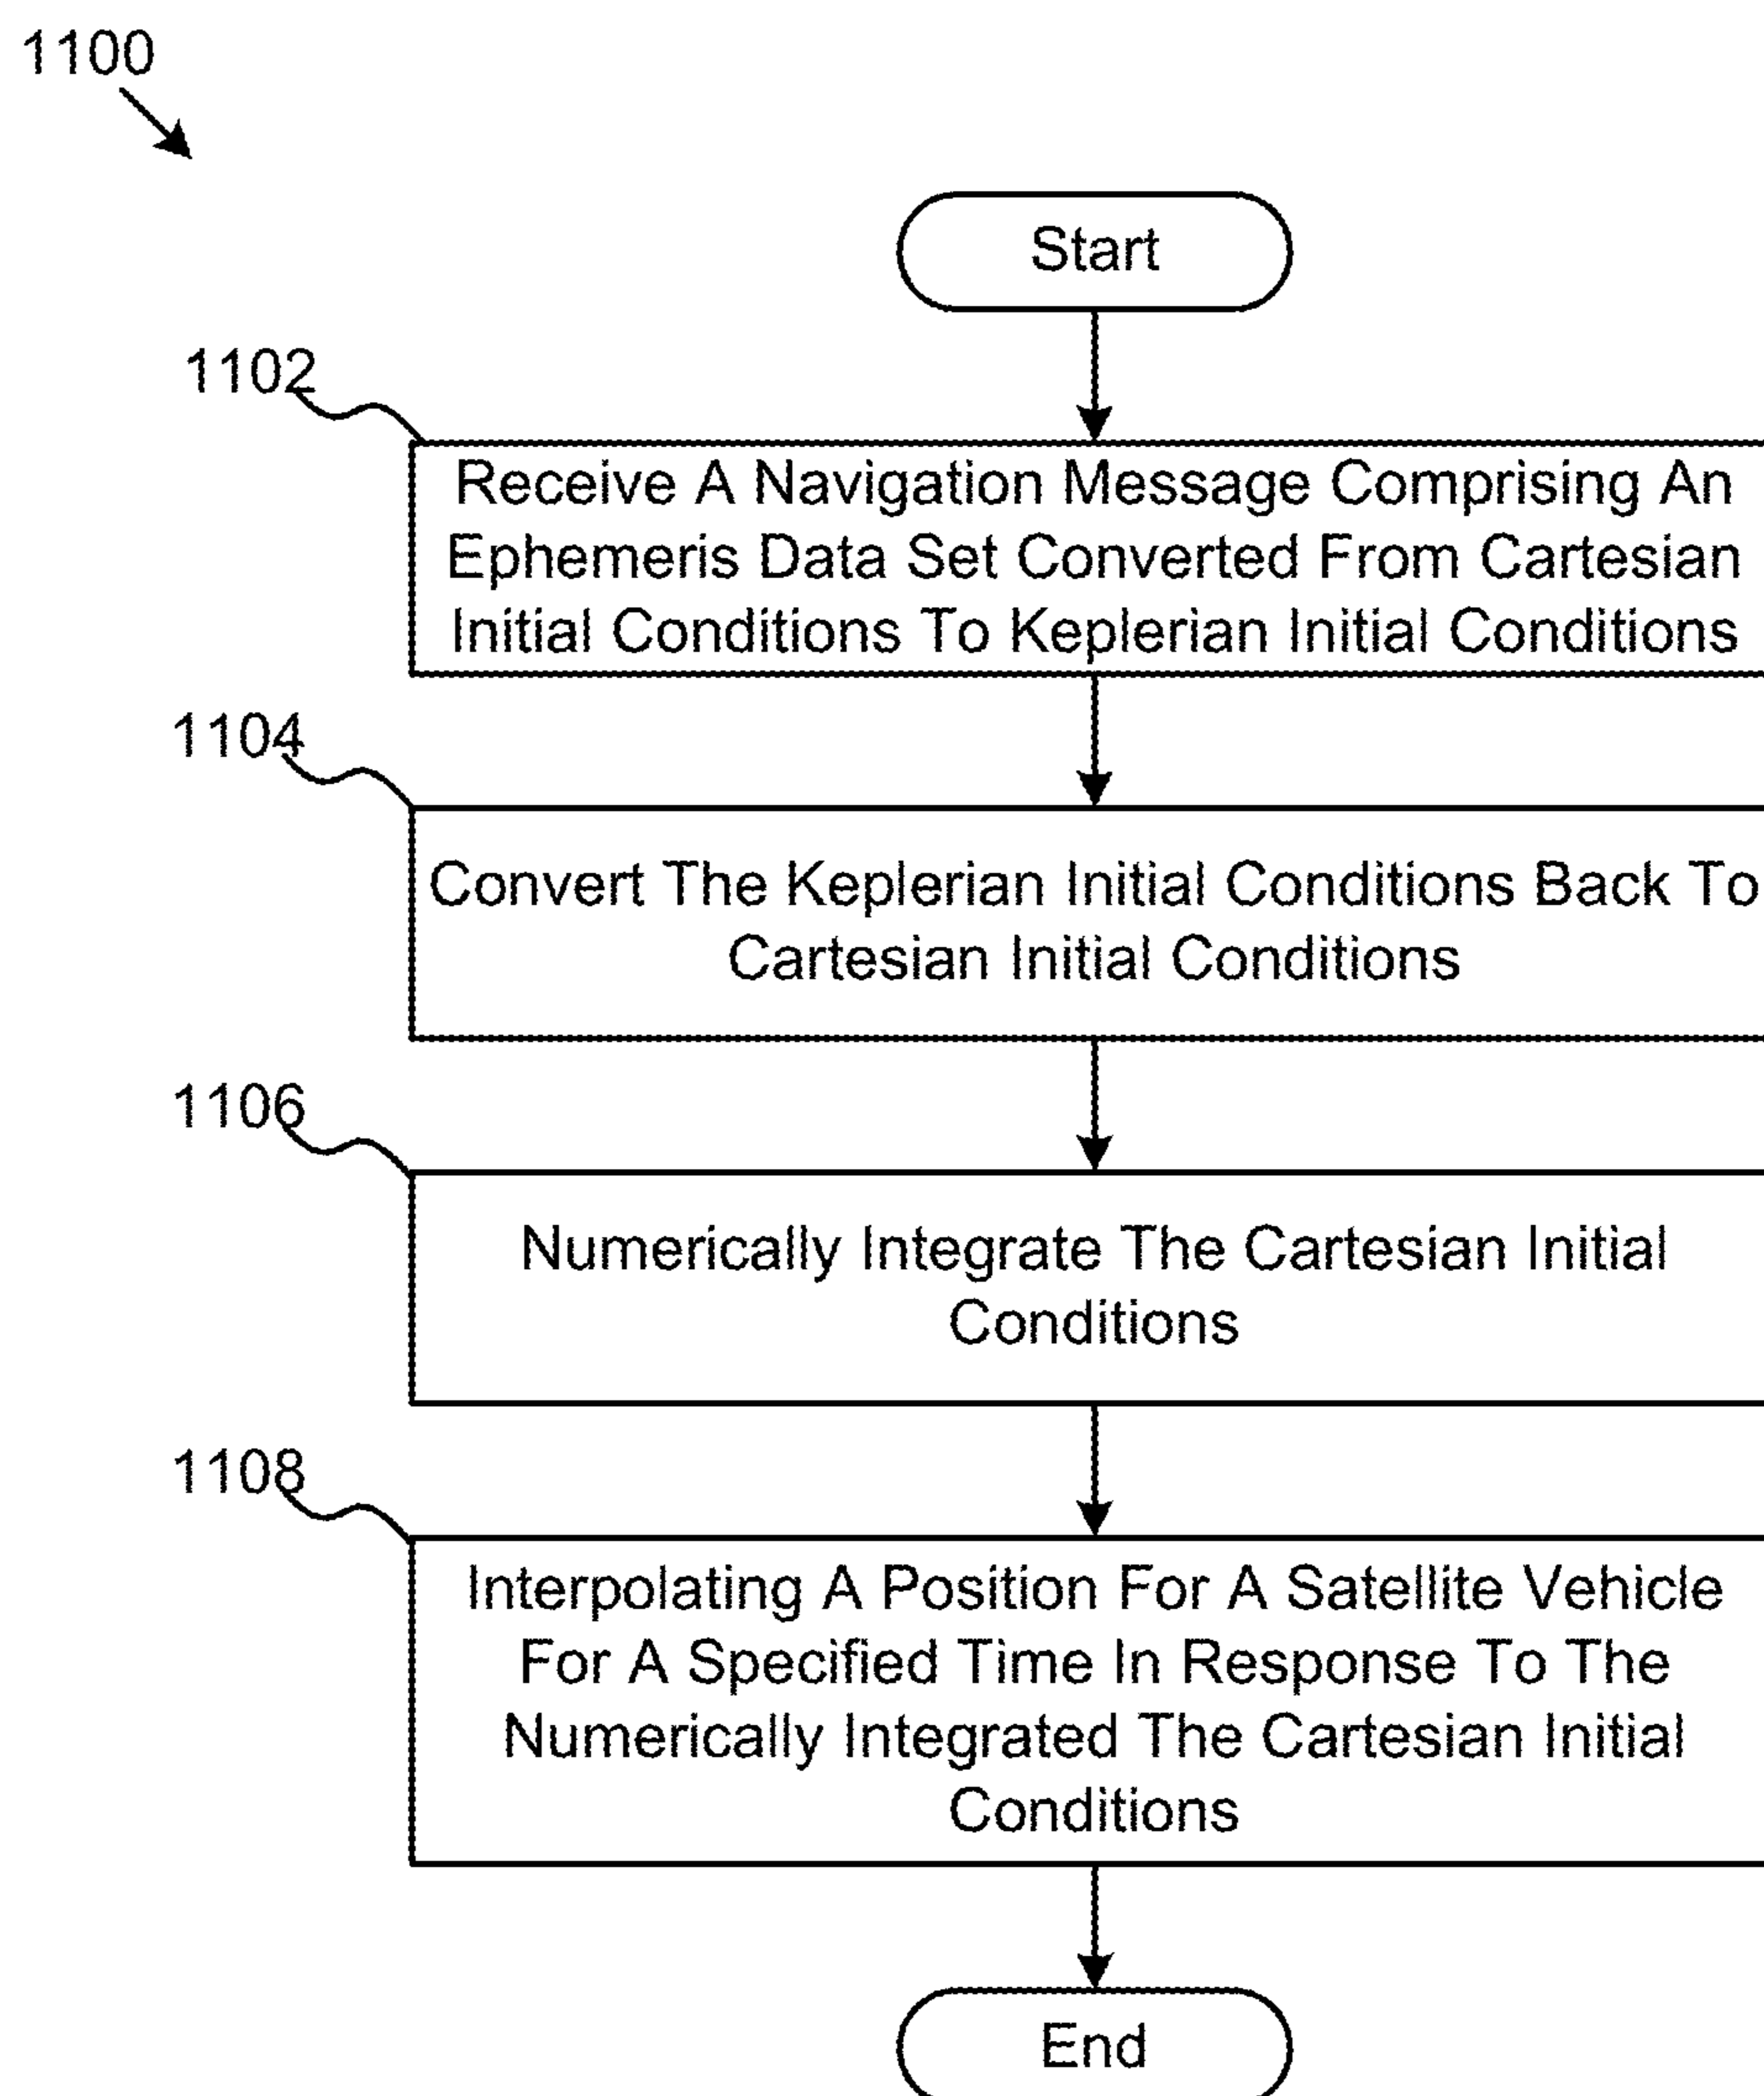 1100
Start
1102
Receive A Navigation Message Comprising An
Ephemeris Data Set Converted From Cartesian
Initial Conditions To Keplerian Initial Conditions
1104
Convert The Keplerian Initial Conditions Back To
Cartesian Initial Conditions
1106
Numerically Integrate The Cartesian Initial
Conditions
1108
Interpolating A Position For A Satellite Vehicle
For A Specified Time In Response To The
Numerically Integrated The Cartesian Initial
Conditions
End